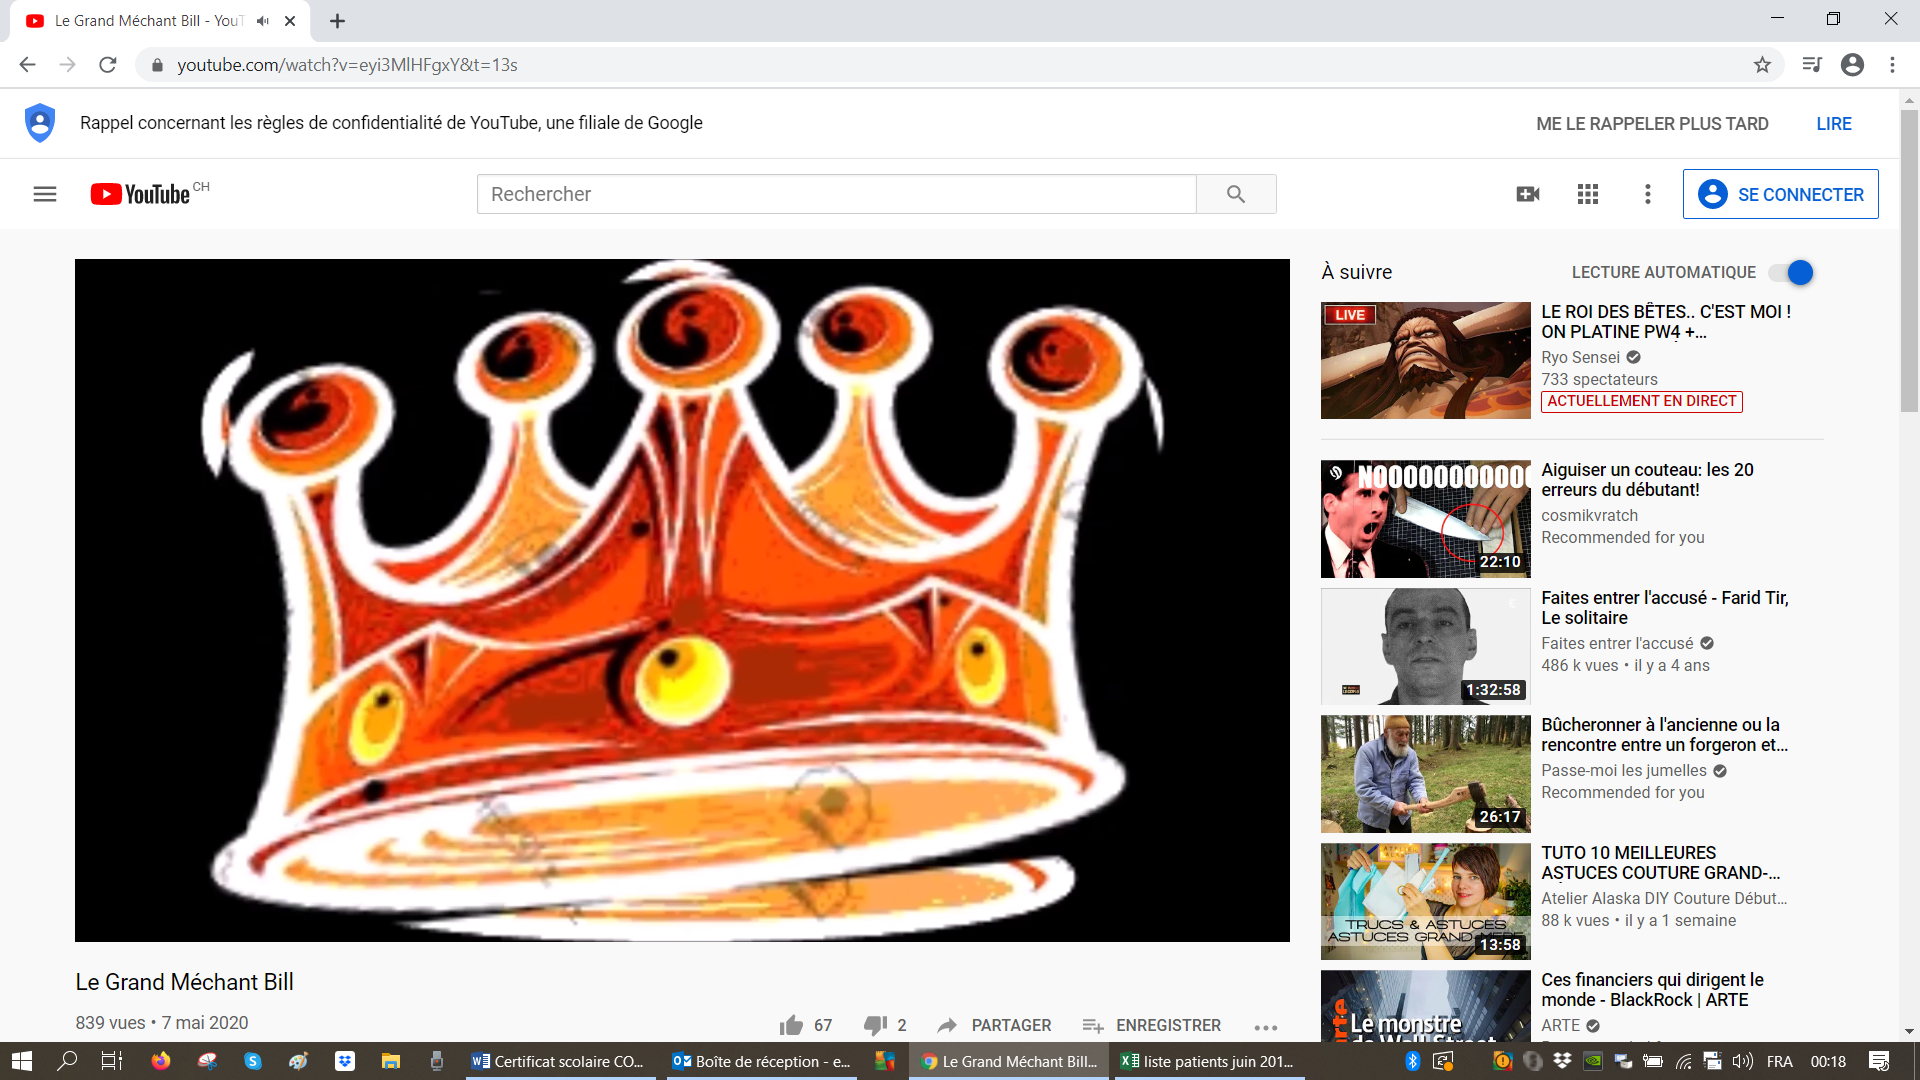 Le Grand Méchant Bill - YouT
youtube.com/watch?v=eyi3MlHFgxY&t=13s
Rappel concernant les règles de confidentialité de YouTube, une filiale de Google
ME LE RAPPELER PLUS TARD
LIRE
YouTube CH
Rechercher
SE CONNECTER
À suivre
LECTURE AUTOMATIQUE
LIVE
LE ROI DES BÊTES.. C'EST MOI !
ON PLATINE PW4 +...
Ryo Sensei
733 spectateurs
ACTUELLEMENT EN DIRECT
NOOOOOOOOOOO
22:10
Aiguiser un couteau: les 20
erreurs du débutant!
cosmikvratch
Recommended for you
1:32:58
Faites entrer l'accusé - Farid Tir,
Le solitaire
Faites entrer l'accusé
486 k vues • il y a 4 ans
26:17
Bûcheronner à l'ancienne ou la
rencontre entre un forgeron et...
Passe-moi les jumelles
Recommended for you
TRUCS & ASTUCES
ASTUCES GRAND-MERE
13:58
TUTO 10 MEILLEURES
ASTUCES COUTURE GRAND-...
Atelier Alaska DIY Couture Début...
88 k vues • il y a 1 semaine
arte
Le monstre
de Wall Street
Ces financiers qui dirigent le
monde - BlackRock | ARTE
ARTE
Le Grand Méchant Bill
839 vues • 7 mai 2020
67
2
PARTAGER
ENREGISTRER
Certificat scolaire CO...
Boîte de réception - e...
Le Grand Méchant Bill...
liste patients juin 201...
FRA
00:18